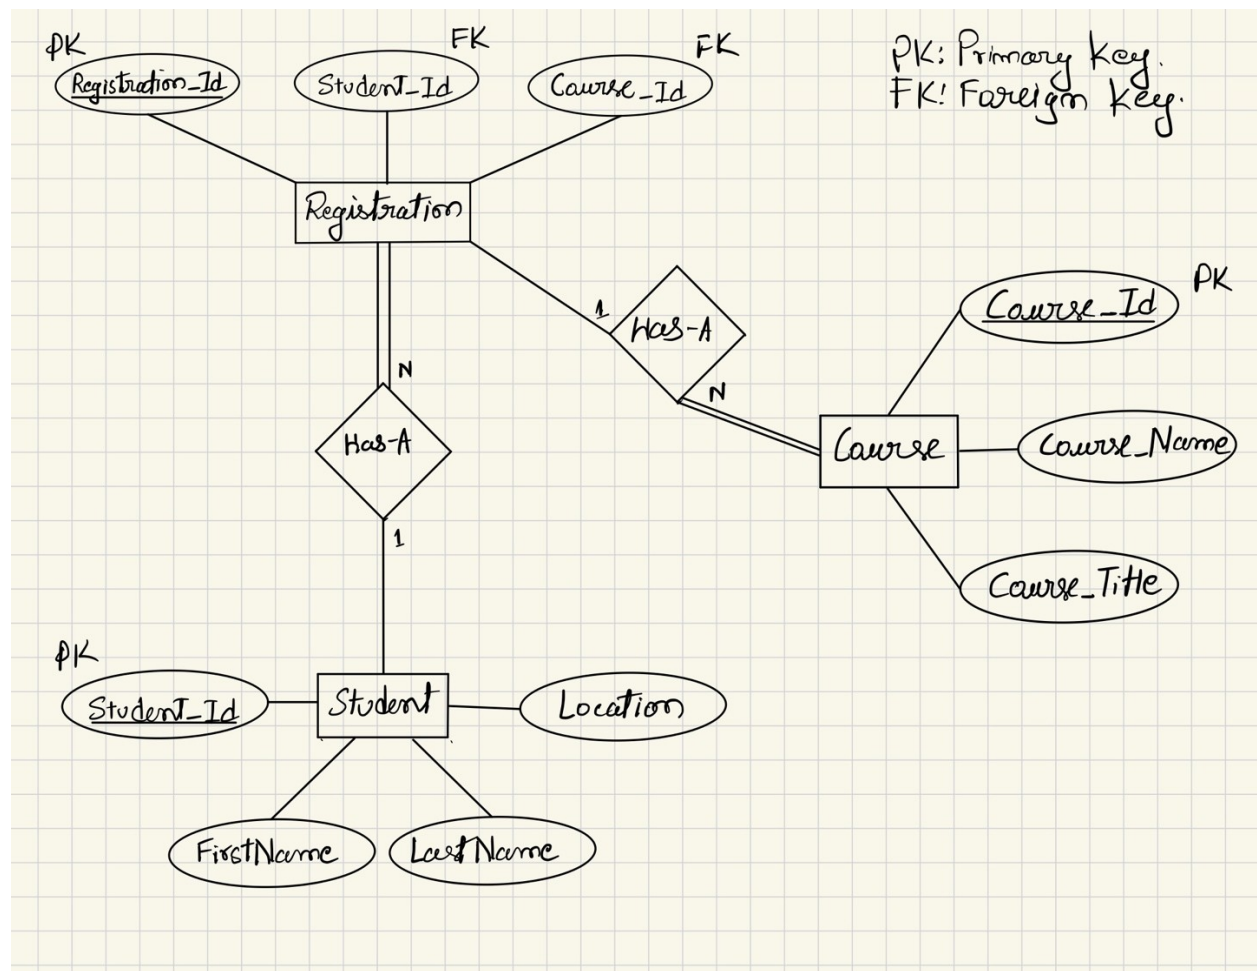 PK
FK
FK
Registration_Id
Student_Id
Course_Id
PK: Primary key.
FK: Foreign key.
Registration
1
Has-A
N
PK
Course_Id
Course
Course_Name
Course_Title
N
Has-A
1
PK
Student_Id
Student
Location
FirstName
LastName